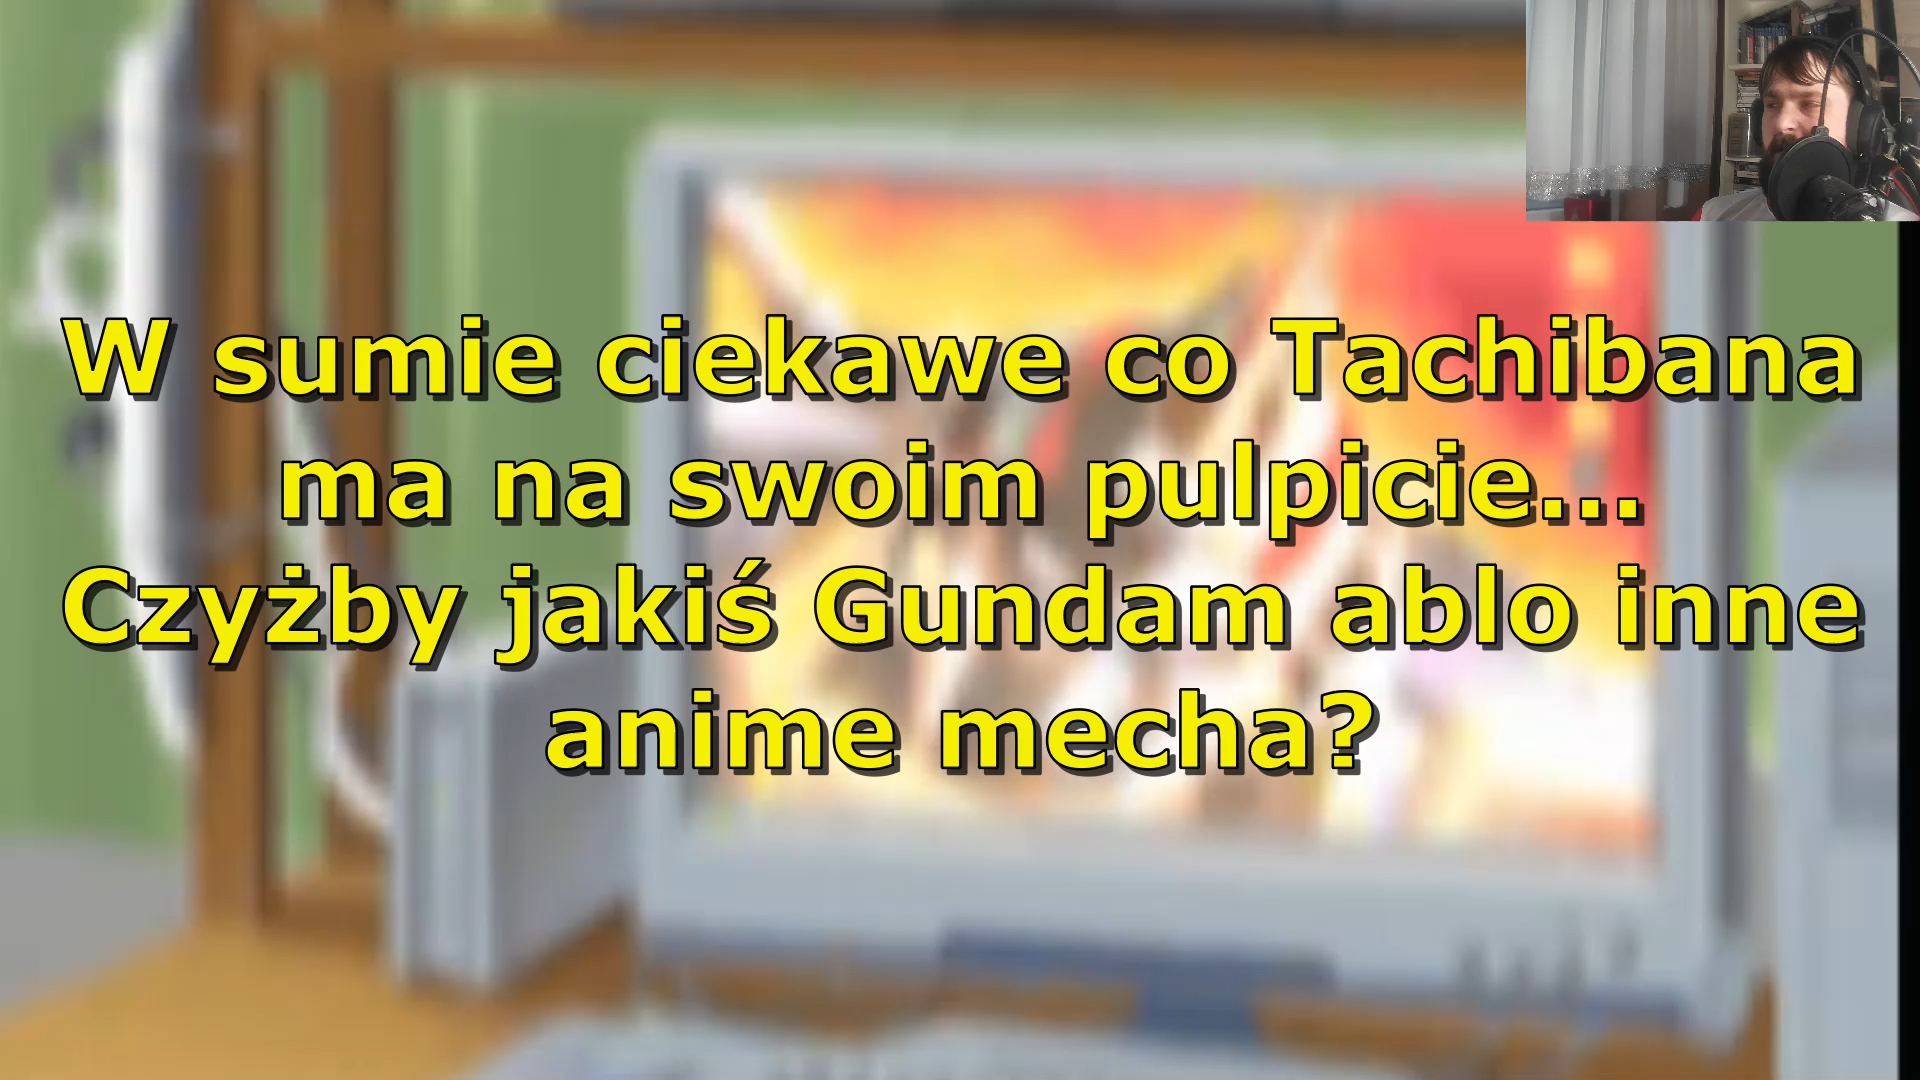 W sumie ciekawe co Tachibana
ma na swoim pulpicie...
Czyżby jakiś Gundam ablo inne
anime mecha?